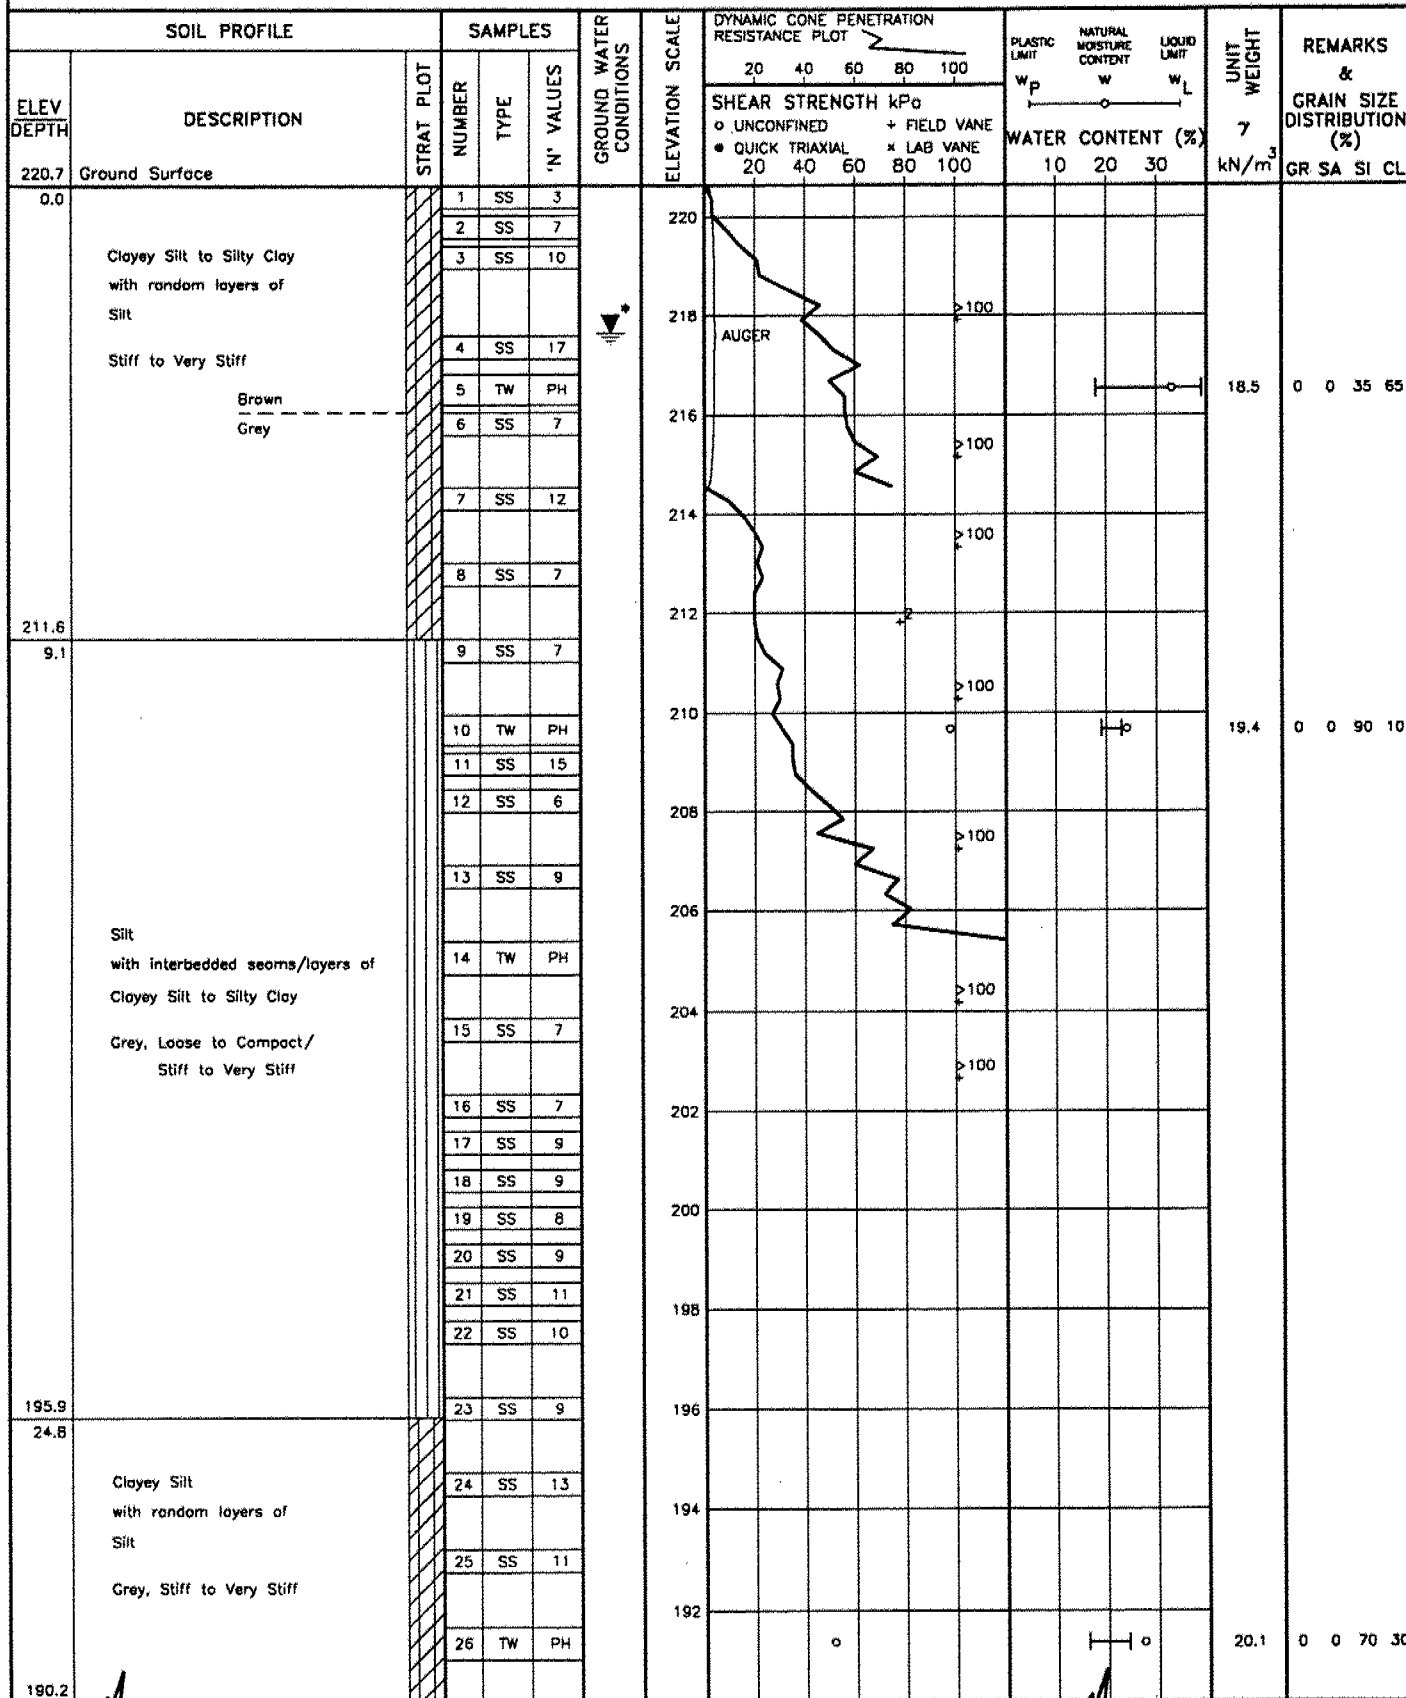 SOIL PROFILE
SAMPLES
GROUND WATER CONDITIONS
ELEVATION SCALE
DYNAMIC CONE PENETRATION
RESISTANCE PLOT
20 40 60 80 100
SHEAR STRENGTH kPa
o UNCONFINED + FIELD VANE
● QUICK TRIAXIAL x LAB VANE
20 40 60 80 100
PLASTIC LIMIT
NATURAL MOISTURE CONTENT
LIQUID LIMIT
WP W WL
WATER CONTENT (%)
10 20 30
UNIT WEIGHT
γ
kN/m³
REMARKS
&
GRAIN SIZE
DISTRIBUTION
(%)
GR SA SI CL
ELEV
DEPTH
DESCRIPTION
STRAT PLOT
NUMBER
TYPE
'N' VALUES
220.7 Ground Surface
0.0
1 SS 3
220
2 SS 7
Clayey Silt to Silty Clay
3 SS 10
with random layers of
Silt
*
>100
218
AUGER
4 SS 17
Stiff to Very Stiff
5 TW PH
18.5 0 0 35 65
Brown
216
Grey
6 SS 7
>100
7 SS 12
214
>100
8 SS 7
212
2
211.6
9.1
9 SS 7
>100
210
10 TW PH
19.4 0 0 90 10
11 SS 15
12 SS 6
208
>100
13 SS 9
206
Silt
with interbedded seams/layers of
14 TW PH
Clayey Silt to Silty Clay
>100
204
15 SS 7
Grey, Loose to Compact/
Stiff to Very Stiff
>100
16 SS 7
202
17 SS 9
18 SS 9
200
19 SS 8
20 SS 9
21 SS 11
198
22 SS 10
195.9
23 SS 9
196
24.8
Clayey Silt
24 SS 13
with random layers of
194
Silt
25 SS 11
Grey, Stiff to Very Stiff
192
26 TW PH
20.1 0 0 70 30
190.2